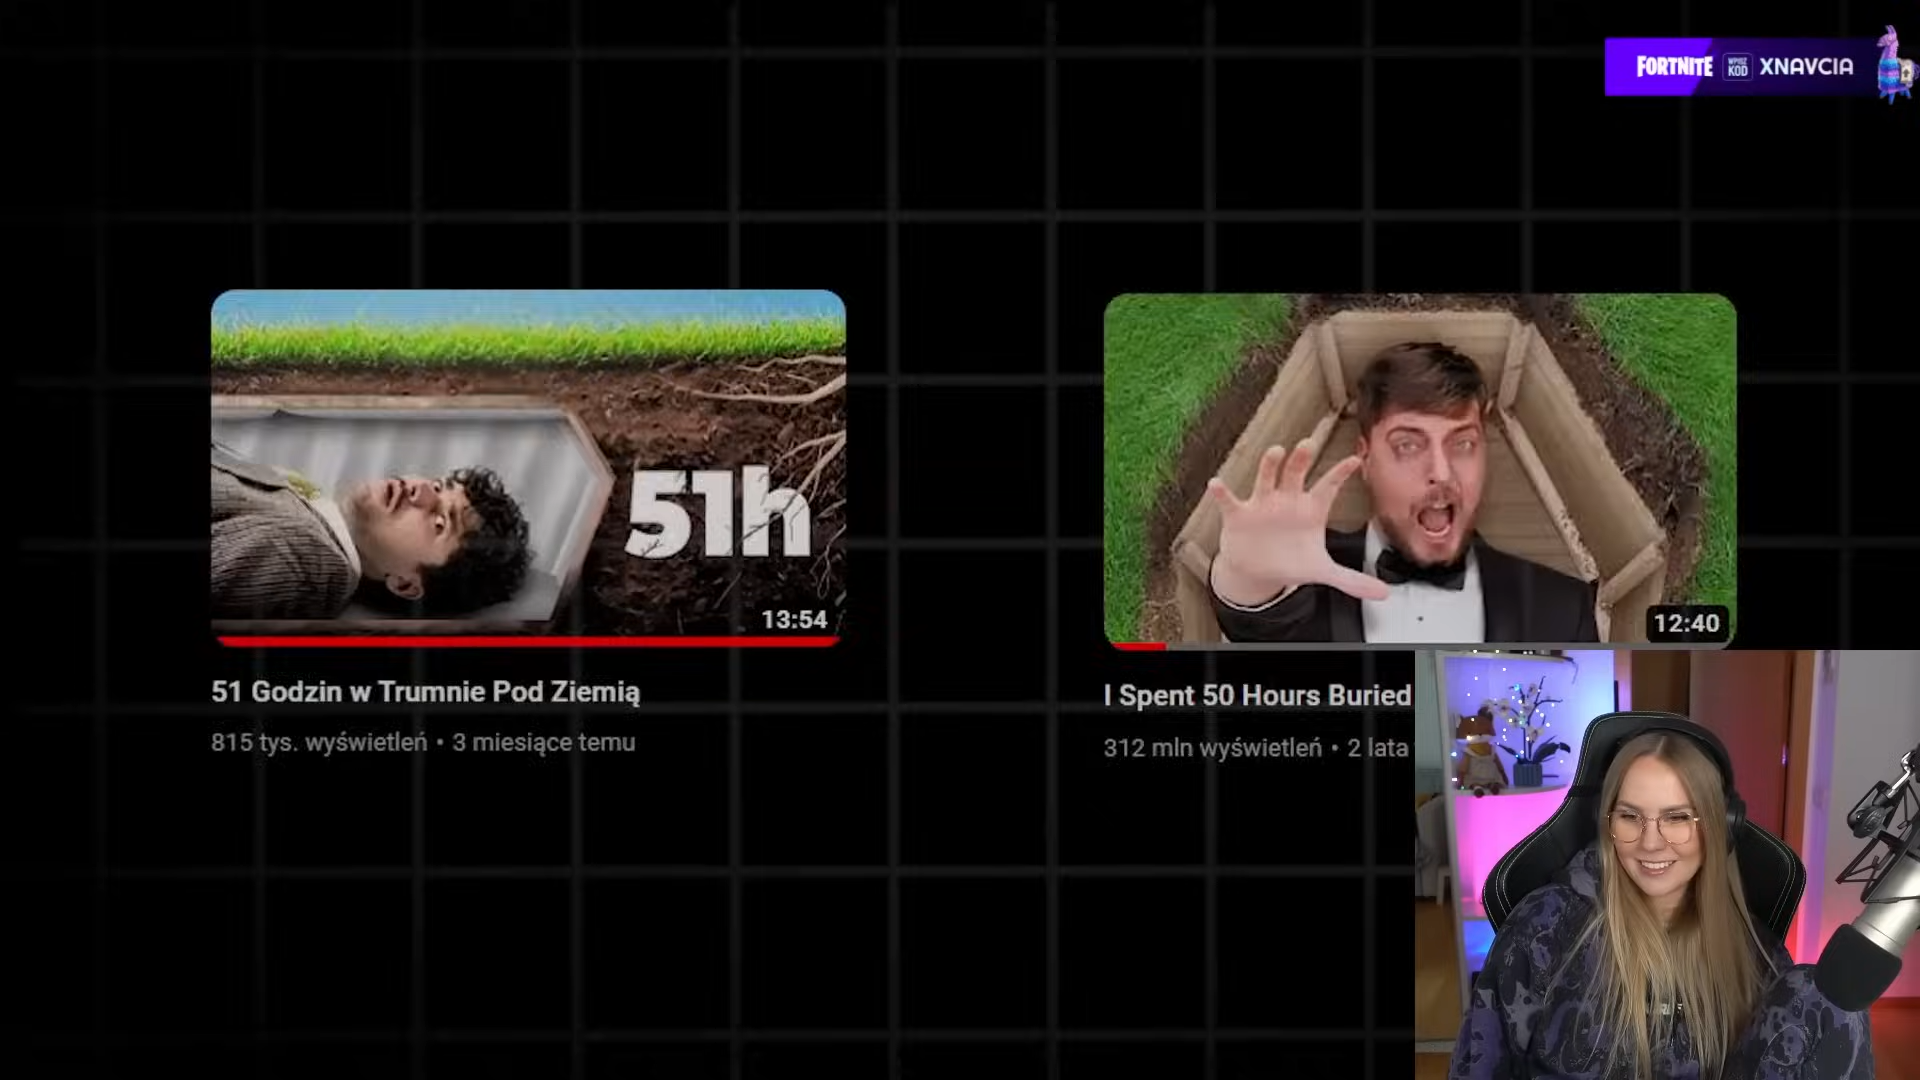 FORTNITE WPISZ KOD XNAVCIA
51h
13:54
12:40
51 Godzin w Trumnie Pod Ziemią
815 tys. wyświetleń • 3 miesiące temu
I Spent 50 Hours Buried
312 mln wyświetleń • 2 lata